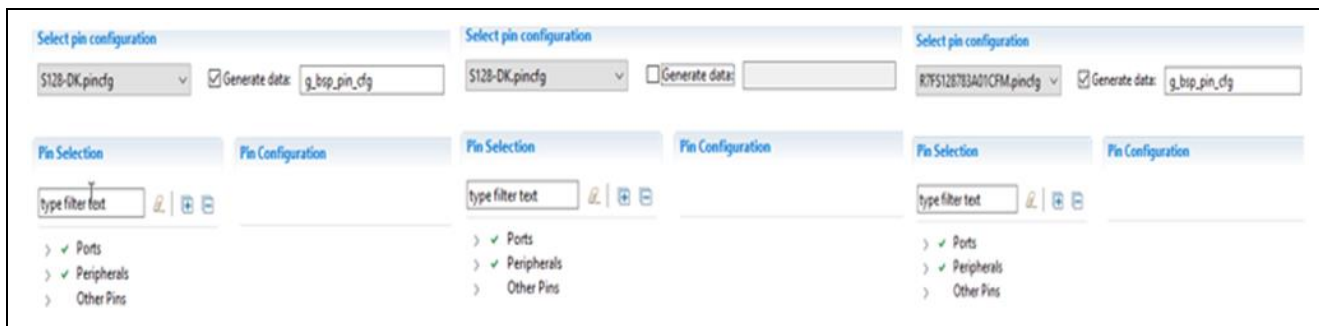 Select pin configuration
S128-DK.pincfg
Generate data:
g_bsp_pin_cfg
Pin Selection
Pin Configuration
type filter text
Ports
Peripherals
Other Pins
Select pin configuration
S128-DK.pincfg
Generate data:
Pin Selection
Pin Configuration
type filter text
Ports
Peripherals
Other Pins
Select pin configuration
R7FS128783A01CFM.pincfg
Generate data:
g_bsp_pin_cfg
Pin Selection
Pin Configuration
type filter text
Ports
Peripherals
Other Pins